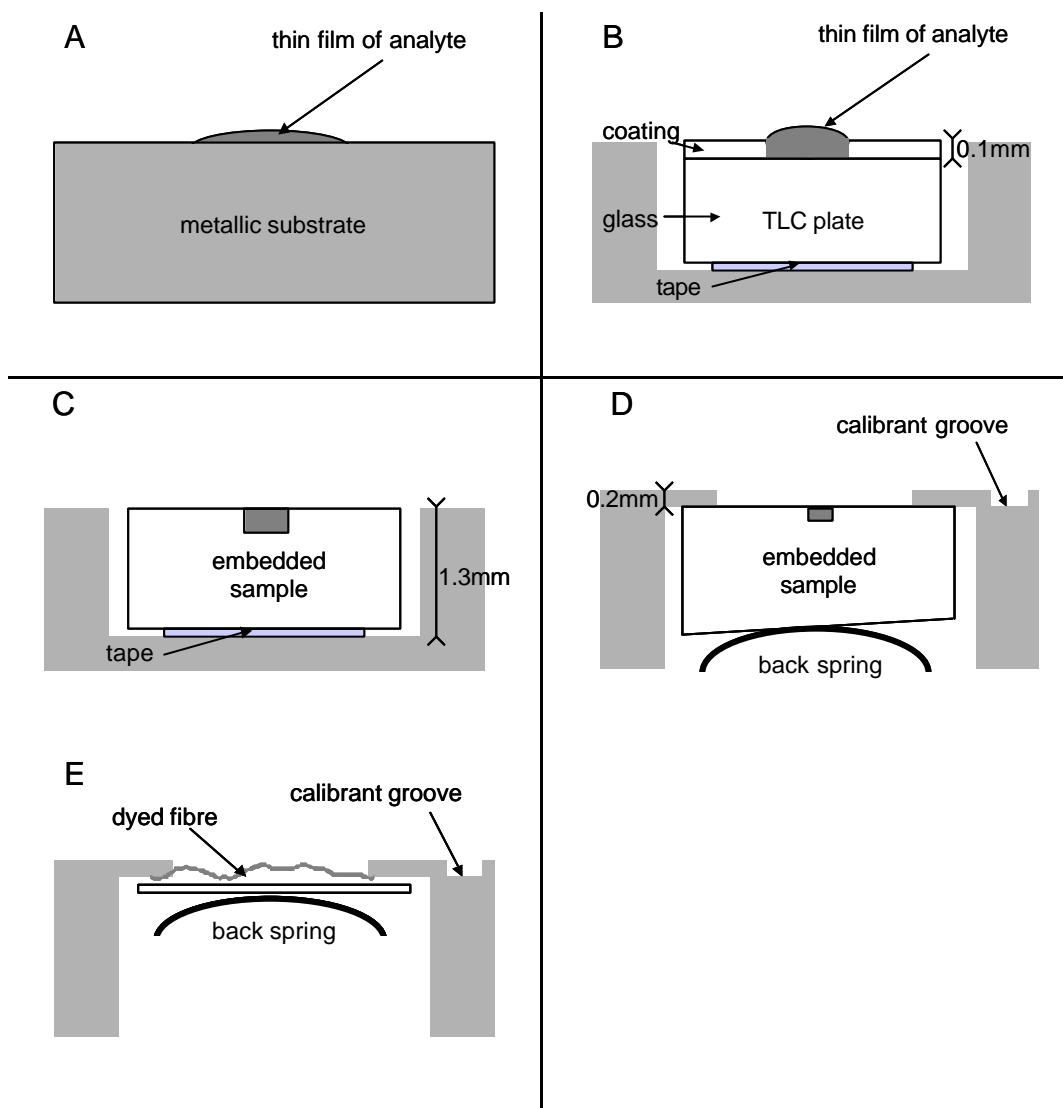 A
thin film of analyte
metallic substrate
B
thin film of analyte
coating
0.1mm
glass
TLC plate
tape
C
embedded
sample
1.3mm
tape
D
calibrant groove
0.2mm
embedded
sample
back spring
E
calibrant groove
dyed fibre
back spring